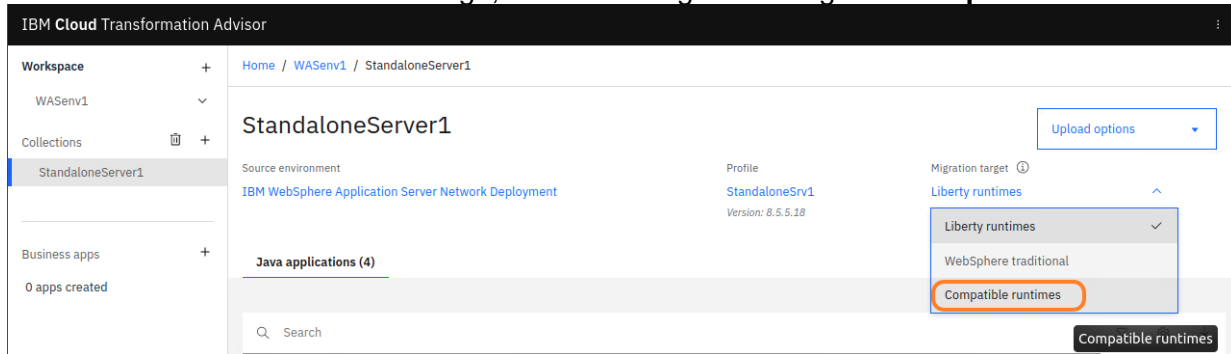 IBM Cloud Transformation Advisor
Workspace +
Home / WASenv1 / StandaloneServer1
WASenv1
StandaloneServer1
Upload options
Collections +
StandaloneServer1
Source environment Profile Migration target
IBM WebSphere Application Server Network Deployment StandaloneSrv1 Liberty runtimes
Version: 8.5.5.18
Liberty runtimes
Business apps +
Java applications (4)
WebSphere traditional
0 apps created
Compatible runtimes
Search
Compatible runtimes